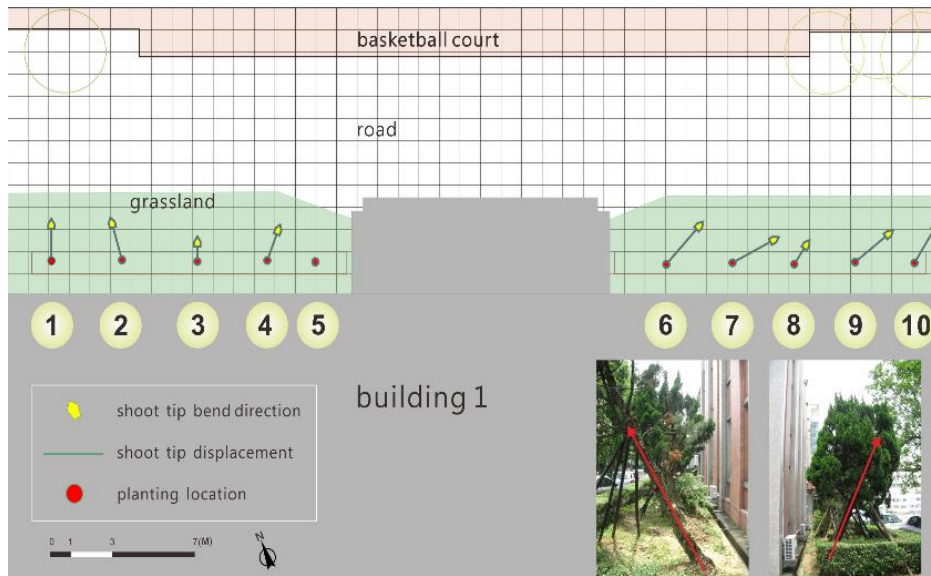 basketball court
road
grassland
1 2 3 4 5 6 7 8 9 10
building 1
shoot tip bend direction
shoot tip displacement
planting location
0 1 3 7(M)
N